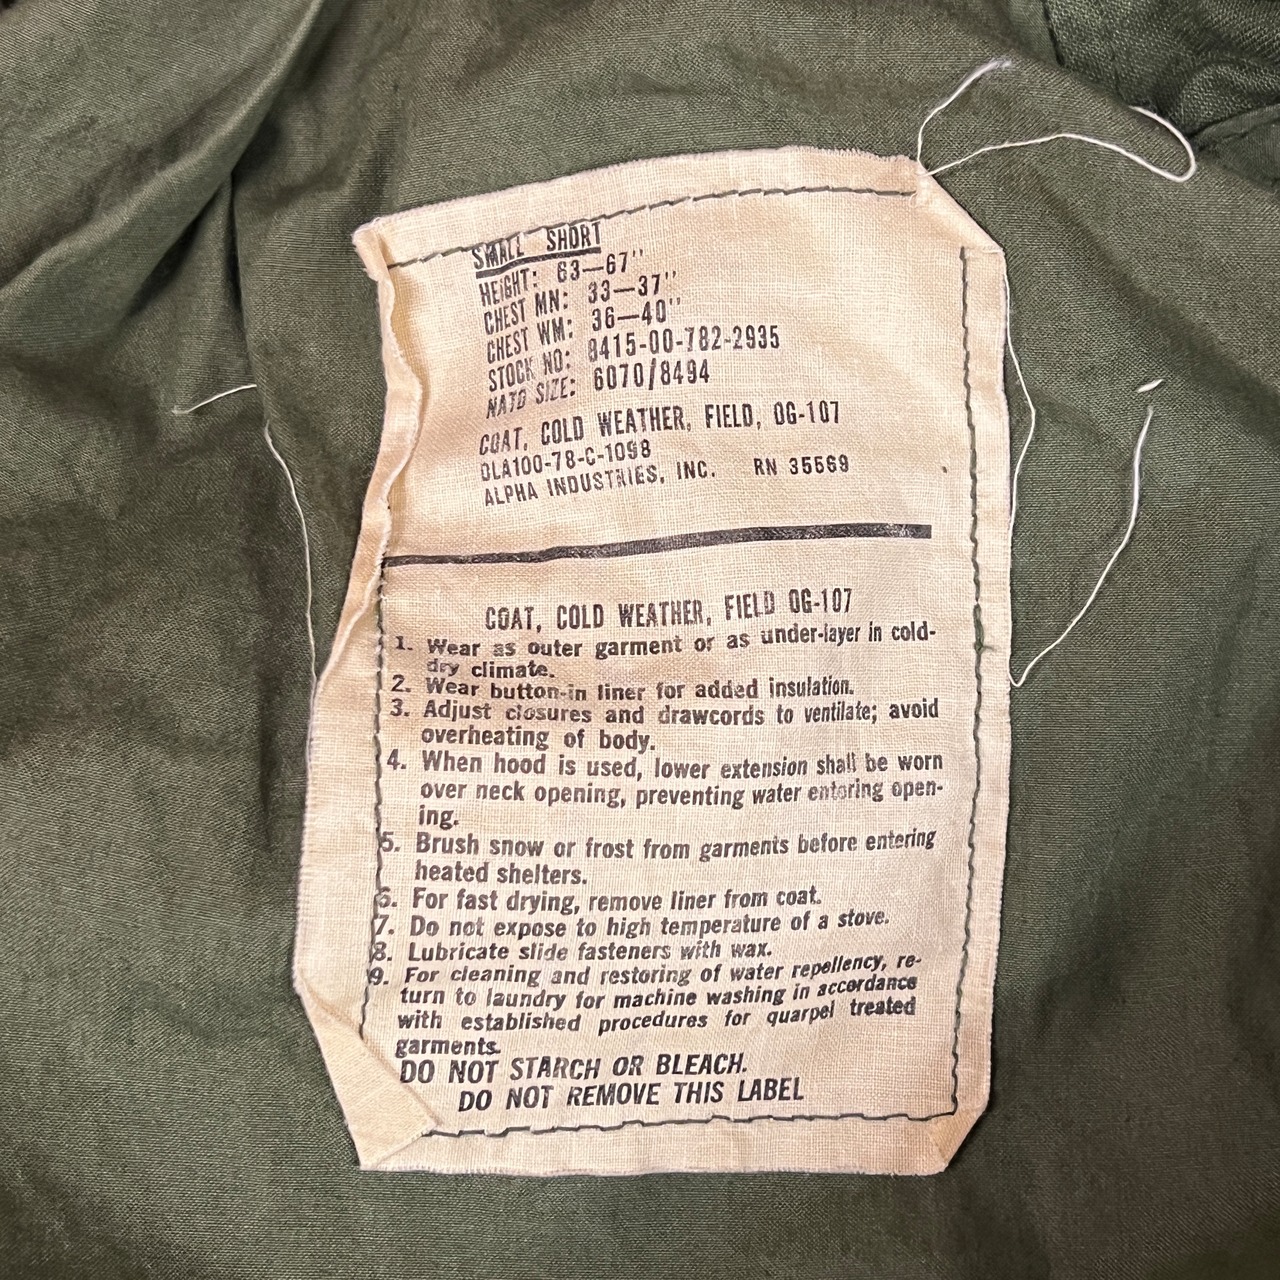 SMALL SHORT
HEIGHT: 63—67"
CHEST MN: 33—37"
CHEST WM: 36—40"
STOCK NO: 8415-00-782-2935
NATO SIZE: 6070/8494
COAT, COLD WEATHER, FIELD, OG-107
DLA100-78-C-1098
ALPHA INDUSTRIES, INC. RN 35569
COAT, COLD WEATHER, FIELD OG-107
1. Wear as outer garment or as under-layer in cold-
dry climate.
2. Wear button-in liner for added insulation.
3. Adjust closures and drawcords to ventilate; avoid
overheating of body.
4. When hood is used, lower extension shall be worn
over neck opening, preventing water entering open-
ing.
5. Brush snow or frost from garments before entering
heated shelters.
6. For fast drying, remove liner from coat.
7. Do not expose to high temperature of a stove.
8. Lubricate slide fasteners with wax.
9. For cleaning and restoring of water repellency, re-
turn to laundry for machine washing in accordance
with established procedures for quarpel treated
garments.
DO NOT STARCH OR BLEACH.
DO NOT REMOVE THIS LABEL